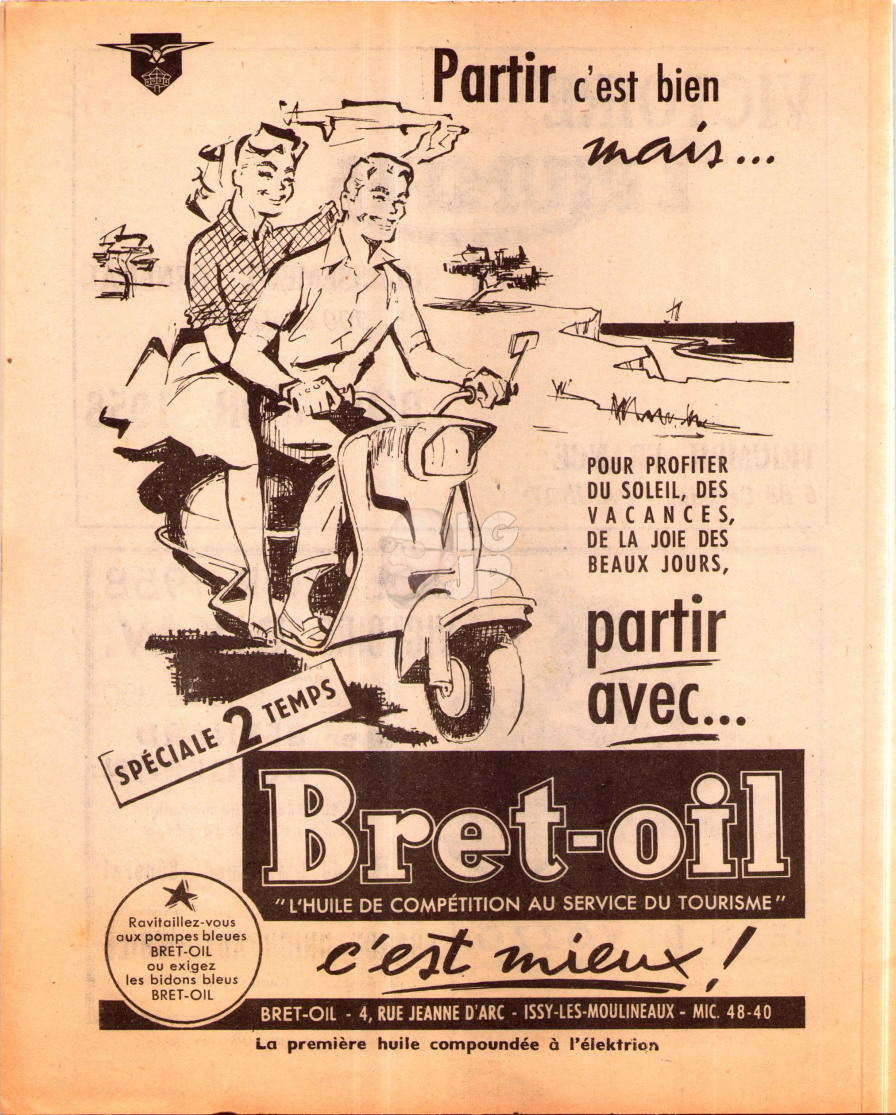 Partir c'est bien
mais...
POUR PROFITER
DU SOLEIL, DES
VACANCES,
DE LA JOIE DES
BEAUX JOURS,
partir
avec...
SPÉCIALE 2 TEMPS
Bret-oil
"L'HUILE DE COMPÉTITION AU SERVICE DU TOURISME"
c'est mieux !
Ravitaillez-vous
aux pompes bleues
BRET-OIL
ou exigez
les bidons bleus
BRET-OIL
BRET-OIL - 4, RUE JEANNE D'ARC - ISSY-LES-MOULINEAUX - MIC. 48-40
La première huile compoundée à l'élektrion